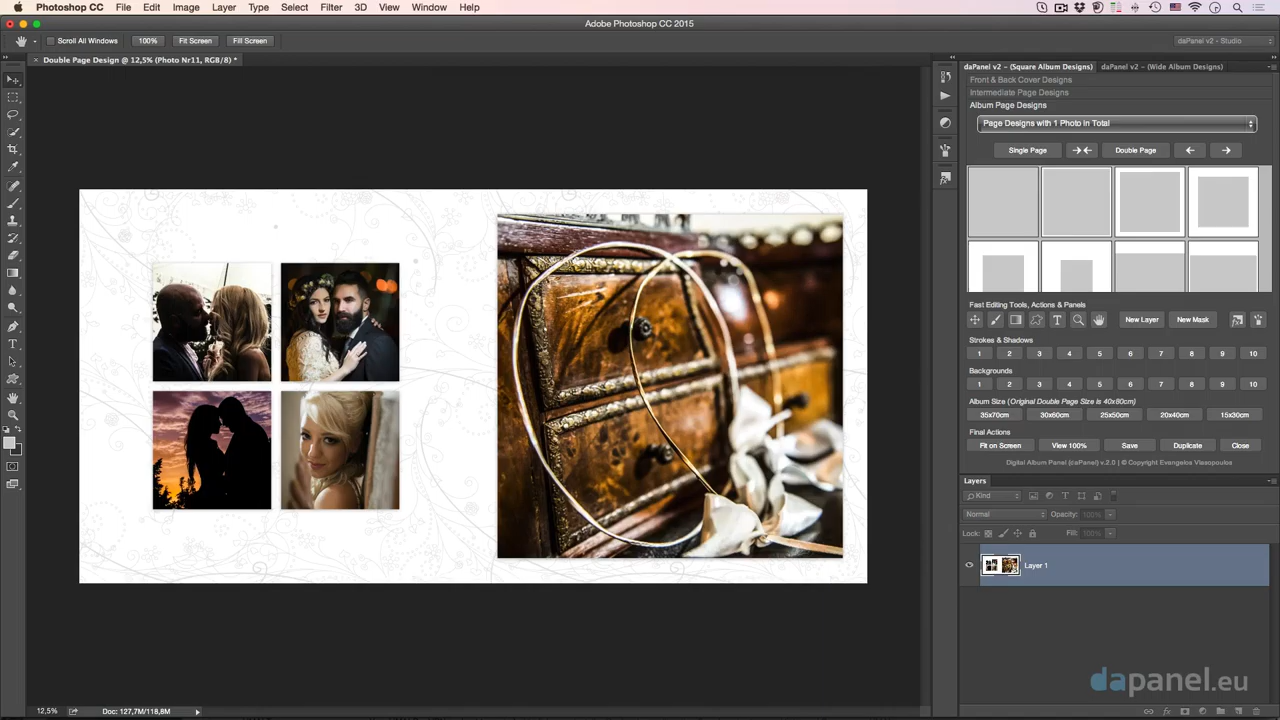 Photoshop CC File Edit Image Layer Type Select Filter 3D View Window Help
Adobe Photoshop CC 2015
Scroll All Windows 100% Fit Screen Fill Screen
daPanel v2 - Studio
Double Page Design @ 12,5% (Photo Nr11, RGB/8) *
daPanel v2 - (Square Album Designs) daPanel v2 - (Wide Album Designs)
Front & Back Cover Designs
Intermediate Page Designs
Album Page Designs
Page Designs with 1 Photo in Total
Single Page Double Page
Fast Editing Tools, Actions & Panels
New Layer New Mask
Strokes & Shadows
1 2 3 4 5 6 7 8 9 10
Backgrounds
1 2 3 4 5 6 7 8 9 10
Album Size (Original Double Page Size is 40x80cm)
35x70cm 30x60cm 25x50cm 20x40cm 15x30cm
Final Actions
Fit on Screen View 100% Save Duplicate Close
Digital Album Panel (daPanel) v.2.0 | © Copyright Evangelos Vlasopoulos
Layers
Kind
Normal Opacity: 100%
Lock: Fill: 100%
Layer 1
dapanel.eu
12,5% Doc: 127,7M/118,8M